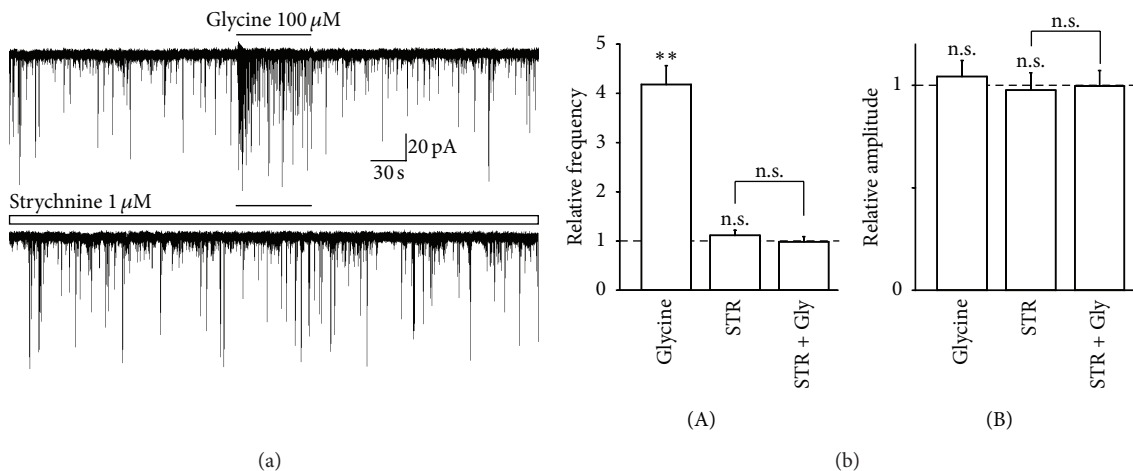 Glycine 100 μM
20 pA
30 s
Strychnine 1 μM
(a)
Relative frequency
5
4
3
2
1
0
**
n.s.
n.s.
Glycine
STR
STR + Gly
(A)
Relative amplitude
1
0
n.s.
n.s.
n.s.
Glycine
STR
STR + Gly
(B)
(b)